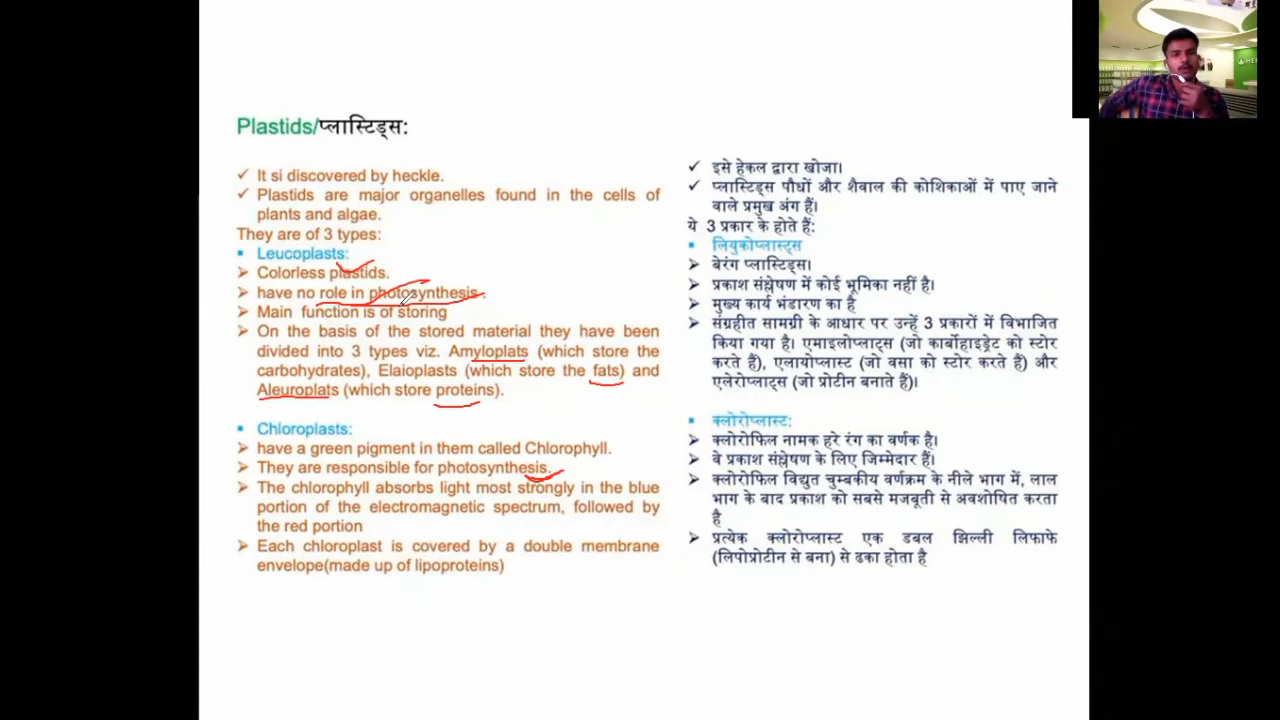 Plastids/प्लास्टिड्स:
✓ It si discovered by heckle.
✓ Plastids are major organelles found in the cells of
plants and algae.
They are of 3 types:
▪ Leucoplasts:
➢ Colorless plastids.
➢ have no role in photosynthesis .
➢ Main function is of storing
➢ On the basis of the stored material they have been
divided into 3 types viz. Amyloplats (which store the
carbohydrates), Elaioplasts (which store the fats) and
Aleuroplats (which store proteins).
▪ Chloroplasts:
➢ have a green pigment in them called Chlorophyll.
➢ They are responsible for photosynthesis.
➢ The chlorophyll absorbs light most strongly in the blue
portion of the electromagnetic spectrum, followed by
the red portion
➢ Each chloroplast is covered by a double membrane
envelope(made up of lipoproteins)
✓ इसे हेकल द्वारा खोजा।
✓ प्लास्टिड्स पौधों और शैवाल की कोशिकाओं में पाए जाने
वाले प्रमुख अंग हैं।
ये 3 प्रकार के होते हैं:
▪ लियुकोप्लास्ट्स
➢ बेरंग प्लास्टिड्स।
➢ प्रकाश संश्लेषण में कोई भूमिका नहीं है।
➢ मुख्य कार्य भंडारण का है
➢ संग्रहीत सामग्री के आधार पर उन्हें 3 प्रकारों में विभाजित
किया गया है। एमाइलोप्लाट्स (जो कार्बोहाइड्रेट को स्टोर
करते हैं), एलायोप्लास्ट (जो वसा को स्टोर करते हैं) और
एलेरोप्लाट्स (जो प्रोटीन बनाते हैं)।
▪ क्लोरोप्लास्ट:
➢ क्लोरोफिल नामक हरे रंग का वर्णक है।
➢ वे प्रकाश संश्लेषण के लिए जिम्मेदार हैं।
➢ क्लोरोफिल विद्युत चुम्बकीय वर्णक्रम के नीले भाग में, लाल
भाग के बाद प्रकाश को सबसे मजबूती से अवशोषित करता
है
➢ प्रत्येक क्लोरोप्लास्ट एक डबल झिल्ली लिफाफे
(लिपोप्रोटीन से बना) से ढका होता है